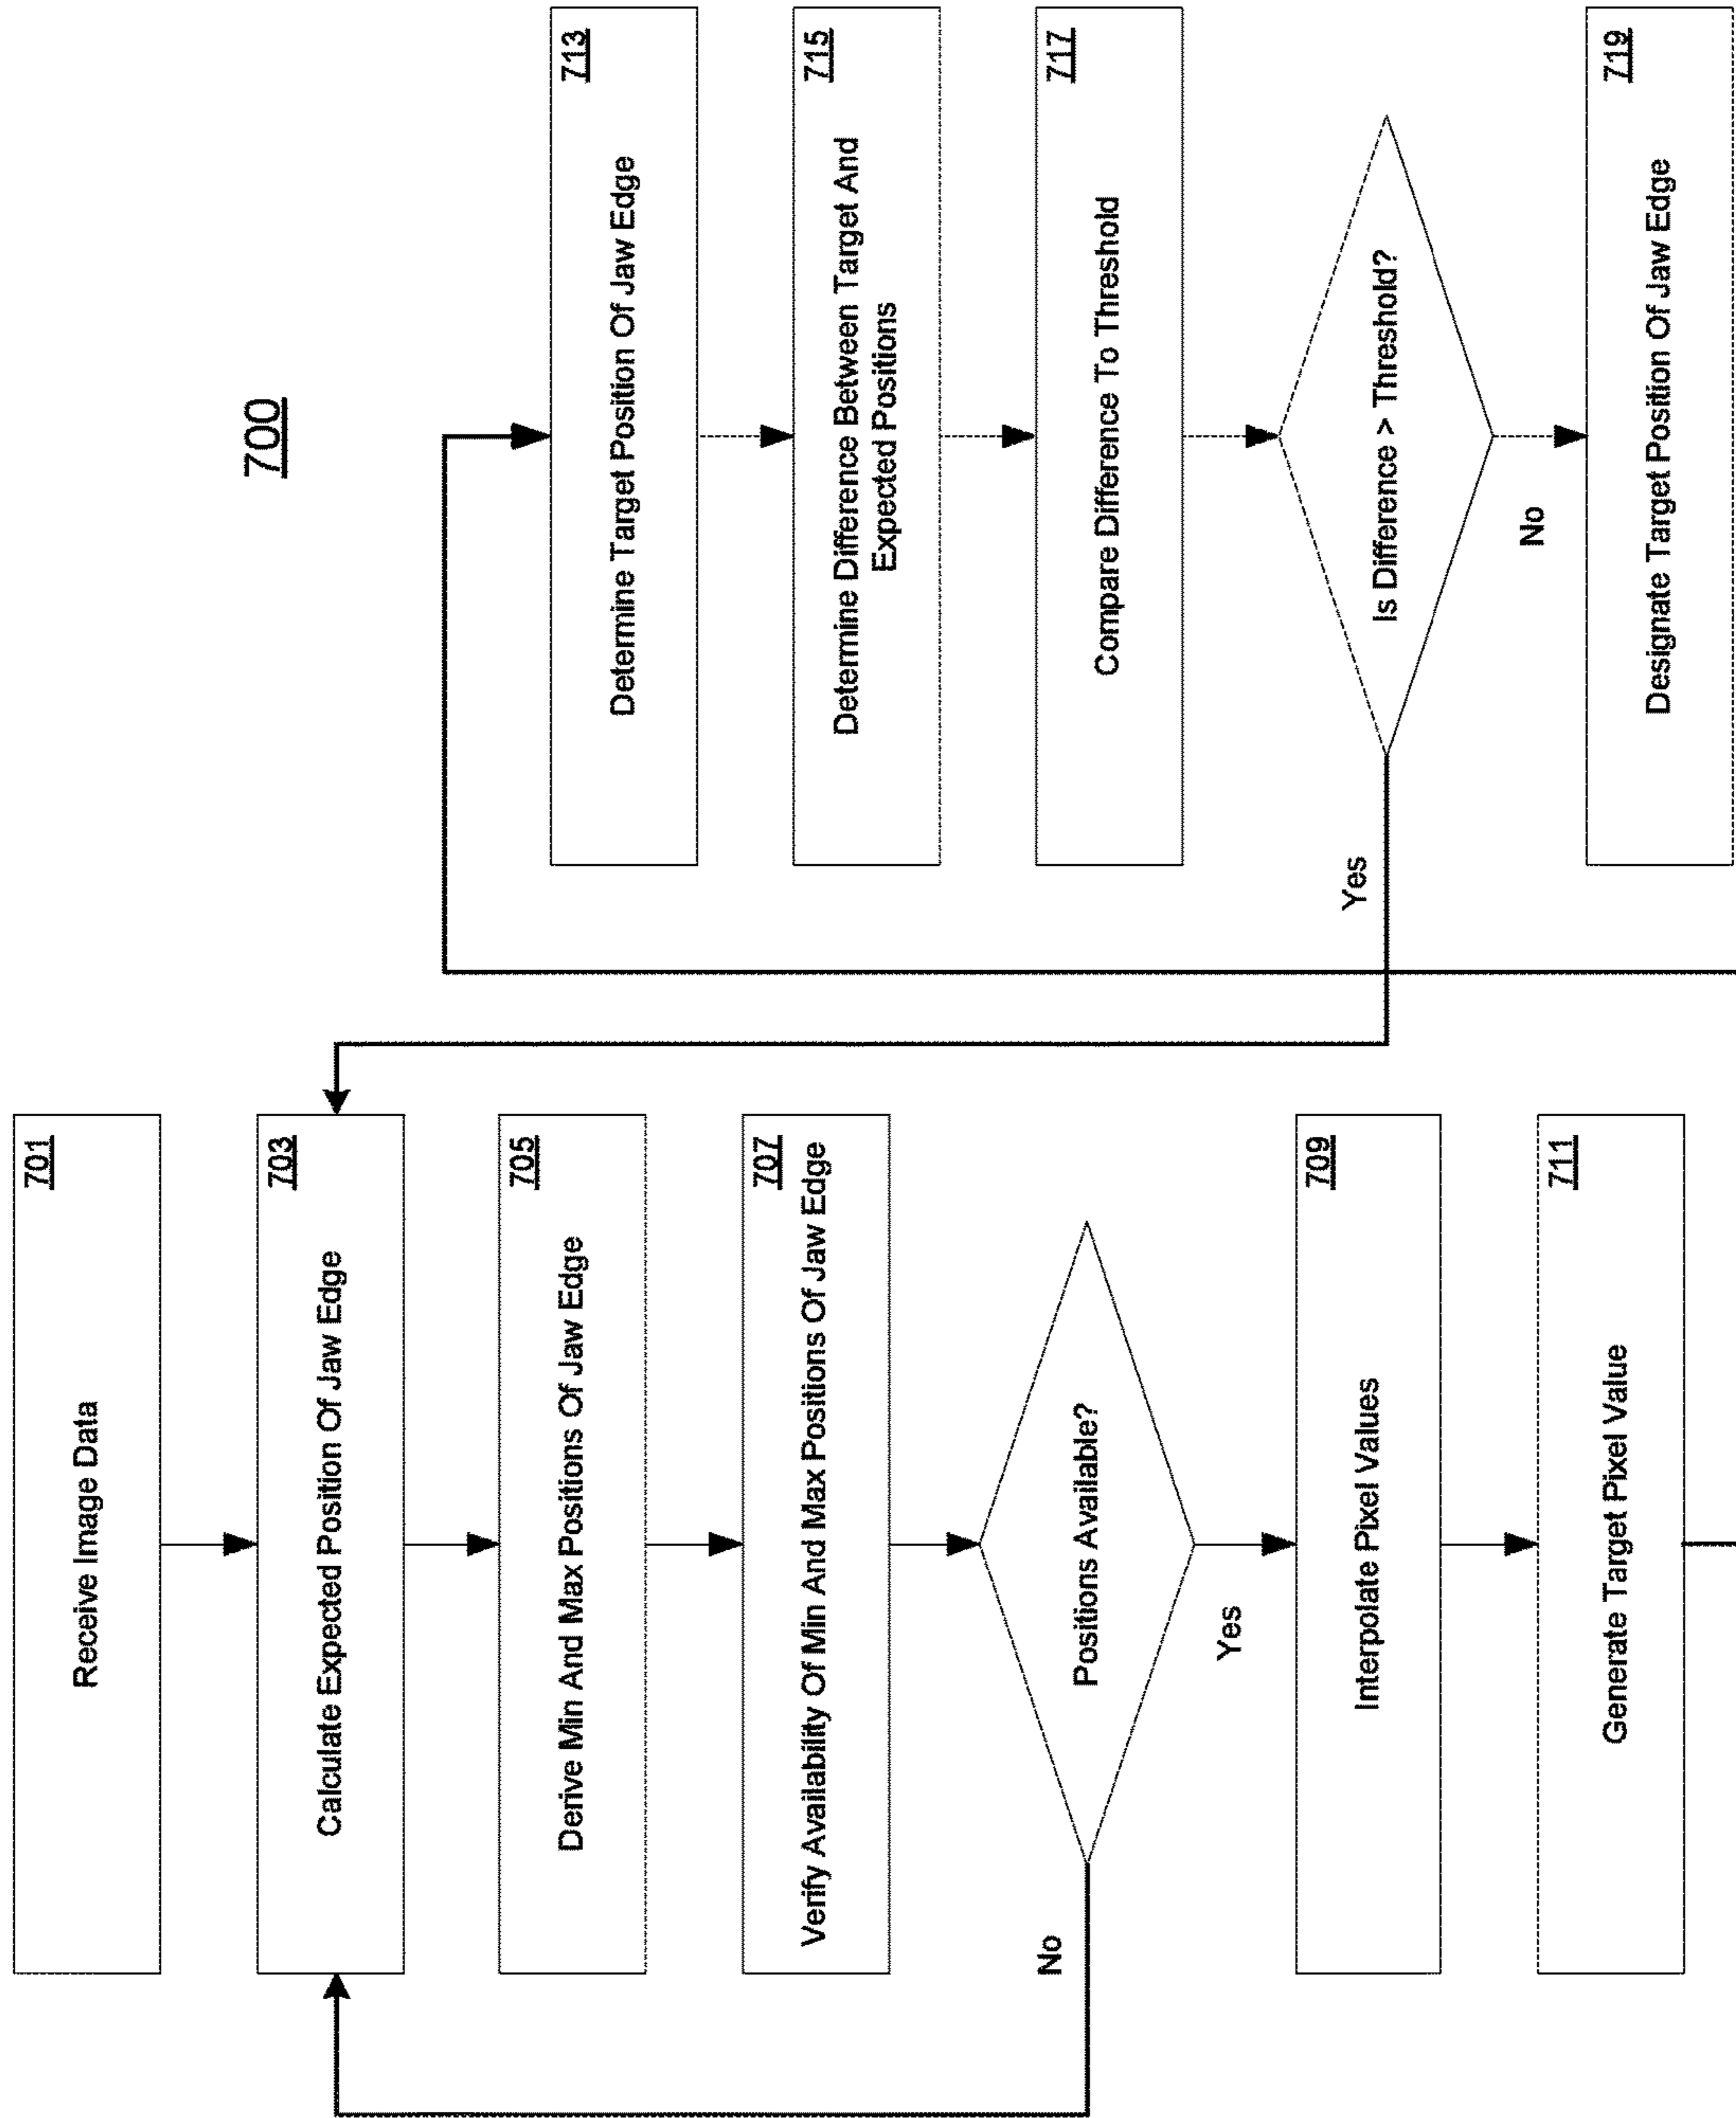 700
701
Receive Image Data
703
Calculate Expected Position Of Jaw Edge
705
Derive Min And Max Positions Of Jaw Edge
707
Verify Availability Of Min And Max Positions Of Jaw Edge
Positions Available?
No
Yes
709
Interpolate Pixel Values
711
Generate Target Pixel Value
713
Determine Target Position Of Jaw Edge
715
Determine Difference Between Target And
Expected Positions
717
Compare Difference To Threshold
Is Difference > Threshold?
Yes
No
719
Designate Target Position Of Jaw Edge